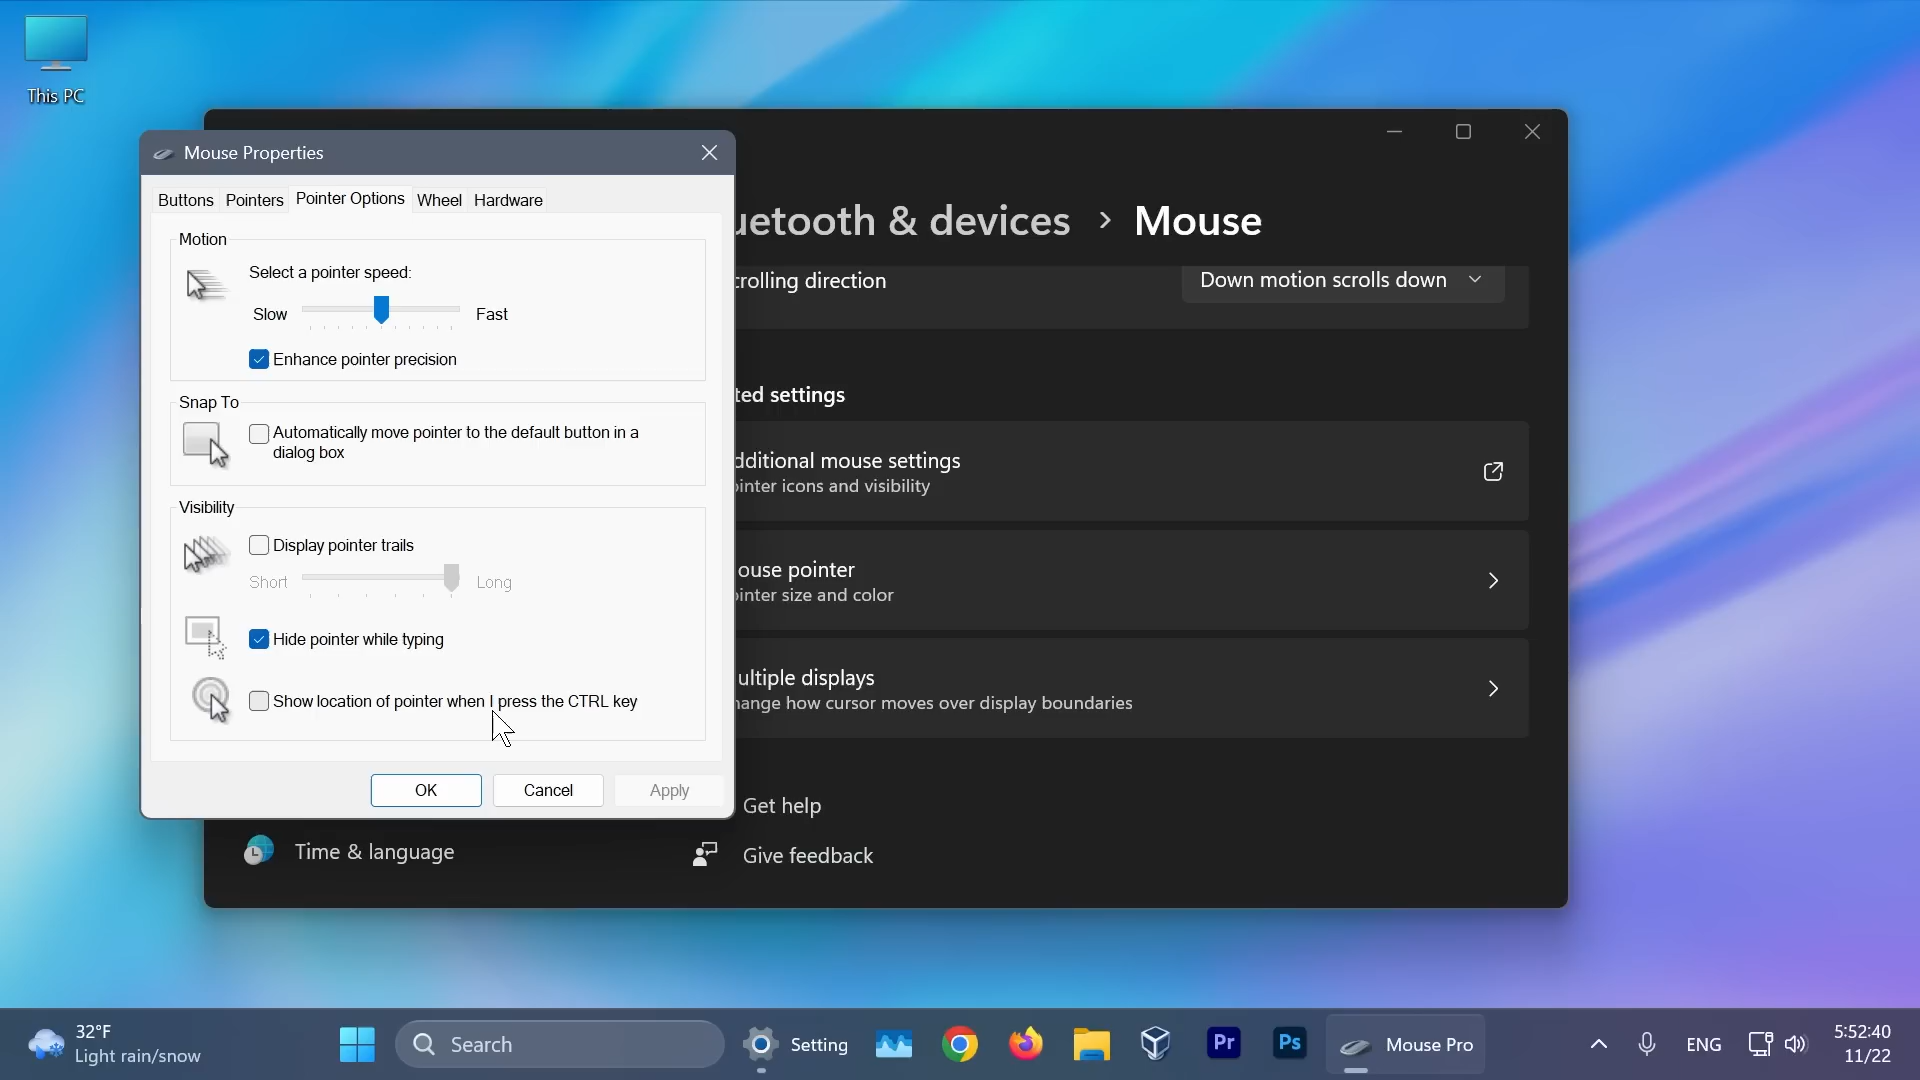 This PC
Mouse Properties
Buttons Pointers Pointer Options Wheel Hardware
Motion
Select a pointer speed:
Slow Fast
Enhance pointer precision
Snap To
Automatically move pointer to the default button in a
dialog box
Visibility
Display pointer trails
Short Long
Hide pointer while typing
Show location of pointer when I press the CTRL key
OK Cancel Apply
uetooth & devices > Mouse
crolling direction Down motion scrolls down
ted settings
dditional mouse settings
ointer icons and visibility
ouse pointer
ointer size and color
ultiple displays
hange how cursor moves over display boundaries
Get help
Time & language
Give feedback
32°F
Light rain/snow
Search
Setting
Pr
Ps
Mouse Pro
ENG
5:52:40
11/22